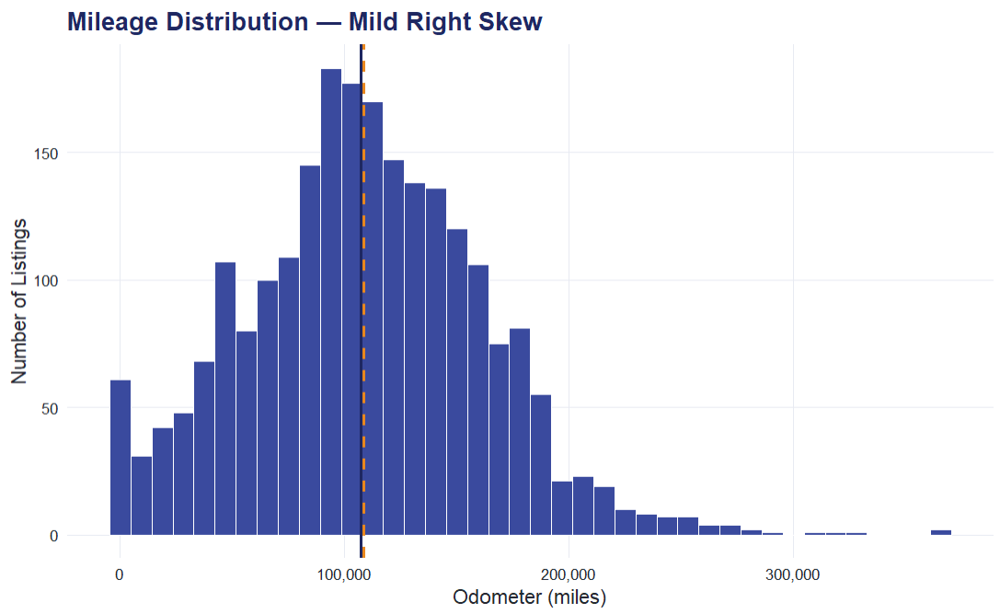 Mileage Distribution — Mild Right Skew
Number of Listings
150
100
50
0
0
100,000
200,000
300,000
Odometer (miles)